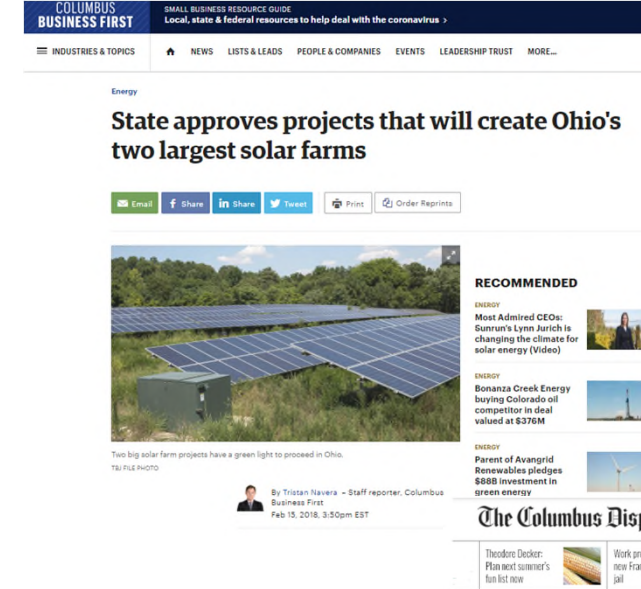 COLUMBUS
BUSINESS FIRST
SMALL BUSINESS RESOURCE GUIDE
Local, state & federal resources to help deal with the coronavirus >
INDUSTRIES & TOPICS
NEWS
LISTS & LEADS
PEOPLE & COMPANIES
EVENTS
LEADERSHIP TRUST
MORE...
Energy
State approves projects that will create Ohio's
two largest solar farms
Email
Share
in Share
Tweet
Print
Order Reprints
Two big solar farm projects have a green light to proceed in Ohio.
TBJ FILE PHOTO
By Tristan Navera – Staff reporter, Columbus
Business First
Feb 15, 2018, 3:50pm EST
RECOMMENDED
ENERGY
Most Admired CEOs:
Sunrun's Lynn Jurich is
changing the climate for
solar energy (Video)
ENERGY
Bonanza Creek Energy
buying Colorado oil
competitor in deal
valued at $376M
ENERGY
Parent of Avangrid
Renewables pledges
$88B investment in
green energy
The Columbus Disp
Theodore Decker:
Plan next summer's
fun list now
Work pr
new Fran
jail